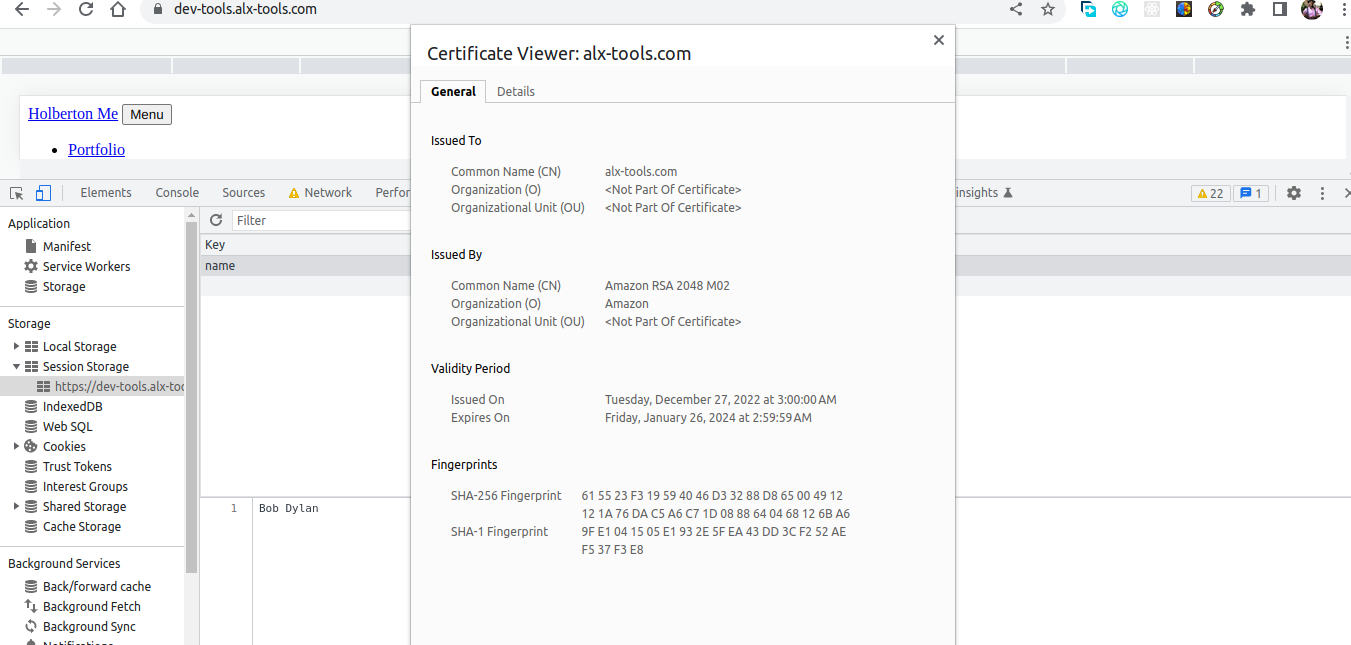 dev-tools.alx-tools.com
Certificate Viewer: alx-tools.com
General Details
Holberton Me Menu
Portfolio
Issued To
Common Name (CN) alx-tools.com
Organization (O) <Not Part Of Certificate>
Organizational Unit (OU) <Not Part Of Certificate>
Issued By
Common Name (CN) Amazon RSA 2048 M02
Organization (O) Amazon
Organizational Unit (OU) <Not Part Of Certificate>
Validity Period
Issued On Tuesday, December 27, 2022 at 3:00:00 AM
Expires On Friday, January 26, 2024 at 2:59:59 AM
Fingerprints
SHA-256 Fingerprint 61 55 23 F3 19 59 40 46 D3 32 88 D8 65 00 49 12
12 1A 76 DA C5 A6 C7 1D 08 88 64 04 68 12 6B A6
SHA-1 Fingerprint 9F E1 04 15 05 E1 93 2E 5F EA 43 DD 3C F2 52 AE
F5 37 F3 E8
Elements Console Sources Network Perfor insights 22 1
Application
Manifest
Service Workers
Storage
Storage
Local Storage
Session Storage
https://dev-tools.alx-too
IndexedDB
Web SQL
Cookies
Trust Tokens
Interest Groups
Shared Storage
Cache Storage
Background Services
Back/forward cache
Background Fetch
Background Sync
Notifications
Filter
Key
name
1 Bob Dylan